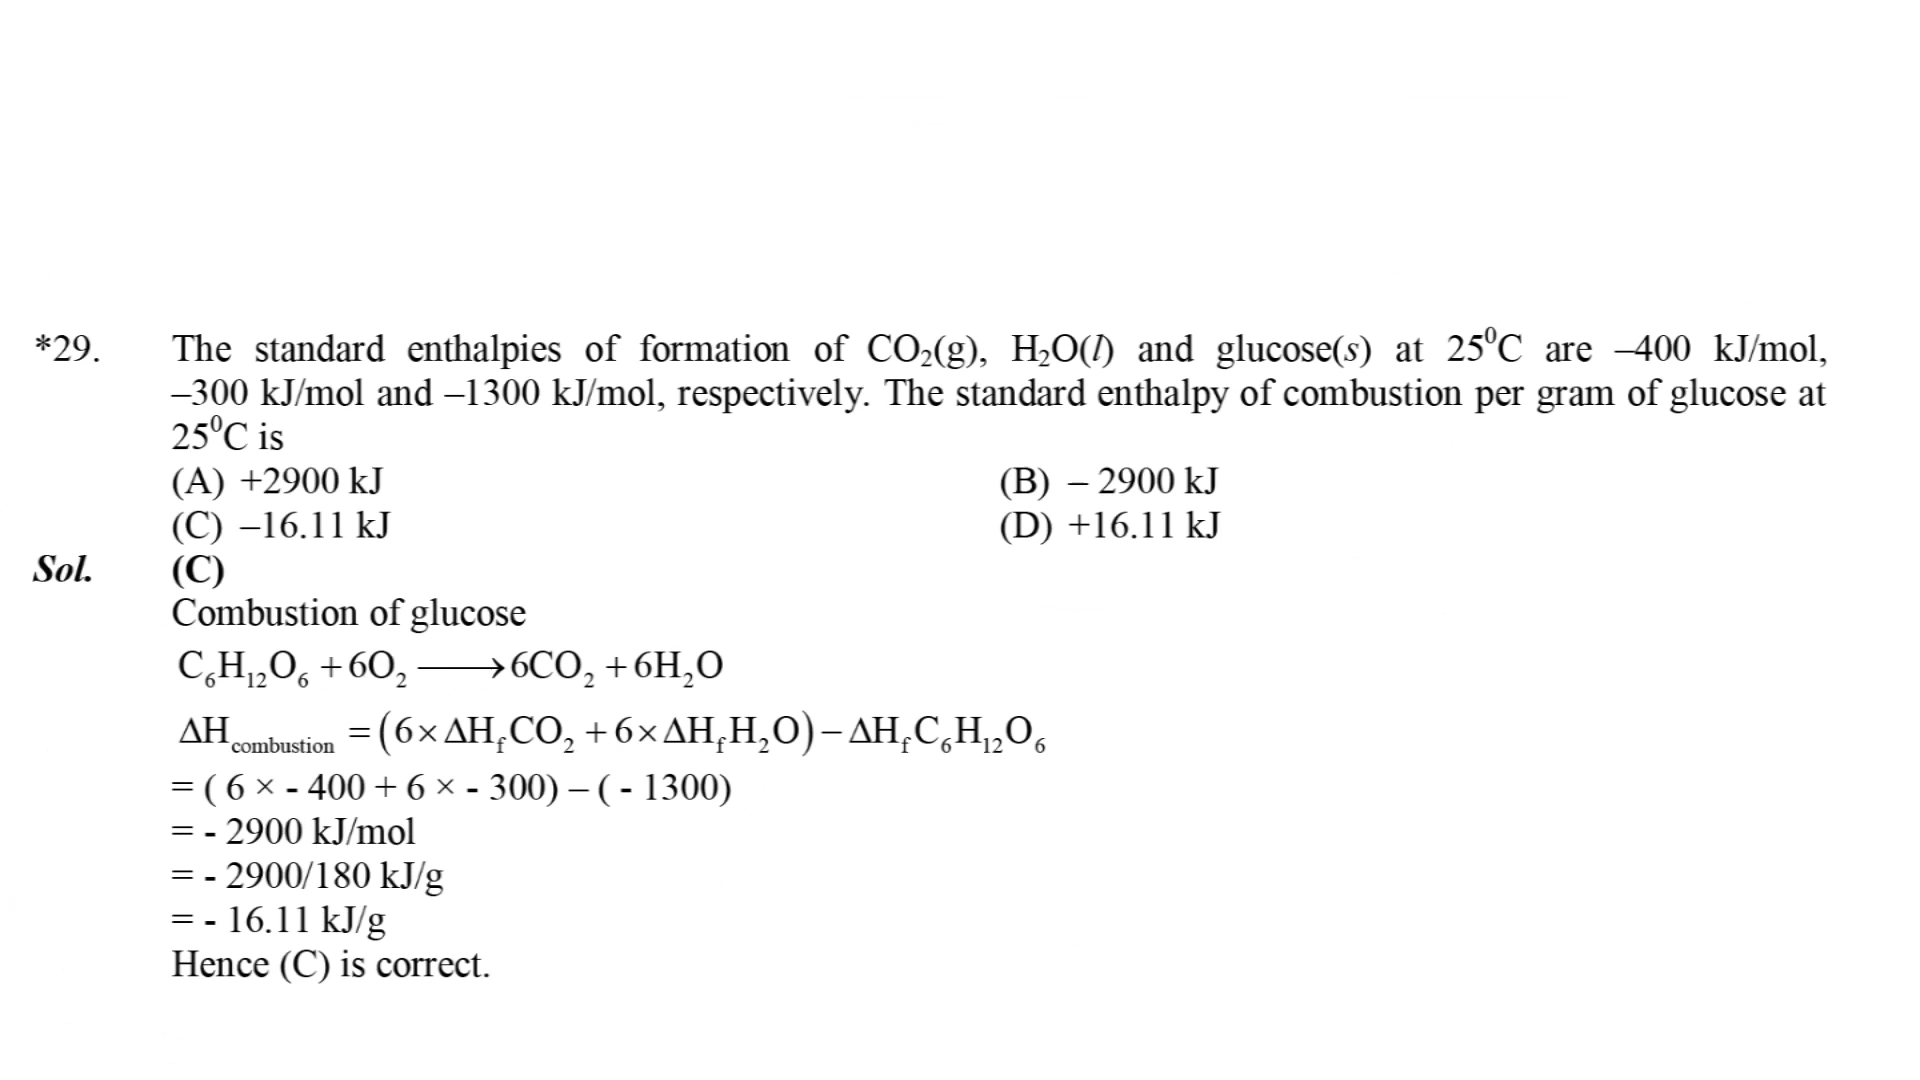 *29. The standard enthalpies of formation of CO₂(g), H₂O(l) and glucose(s) at 25⁰C are –400 kJ/mol,
–300 kJ/mol and –1300 kJ/mol, respectively. The standard enthalpy of combustion per gram of glucose at
25⁰C is
(A) +2900 kJ (B) – 2900 kJ
(C) –16.11 kJ (D) +16.11 kJ
Sol. (C)
Combustion of glucose
C₆H₁₂O₆ + 6O₂ ⟶ 6CO₂ + 6H₂O
ΔH_combustion = (6 × ΔH_f CO₂ + 6 × ΔH_f H₂O) – ΔH_f C₆H₁₂O₆
= ( 6 × - 400 + 6 × - 300) – ( - 1300)
= - 2900 kJ/mol
= - 2900/180 kJ/g
= - 16.11 kJ/g
Hence (C) is correct.